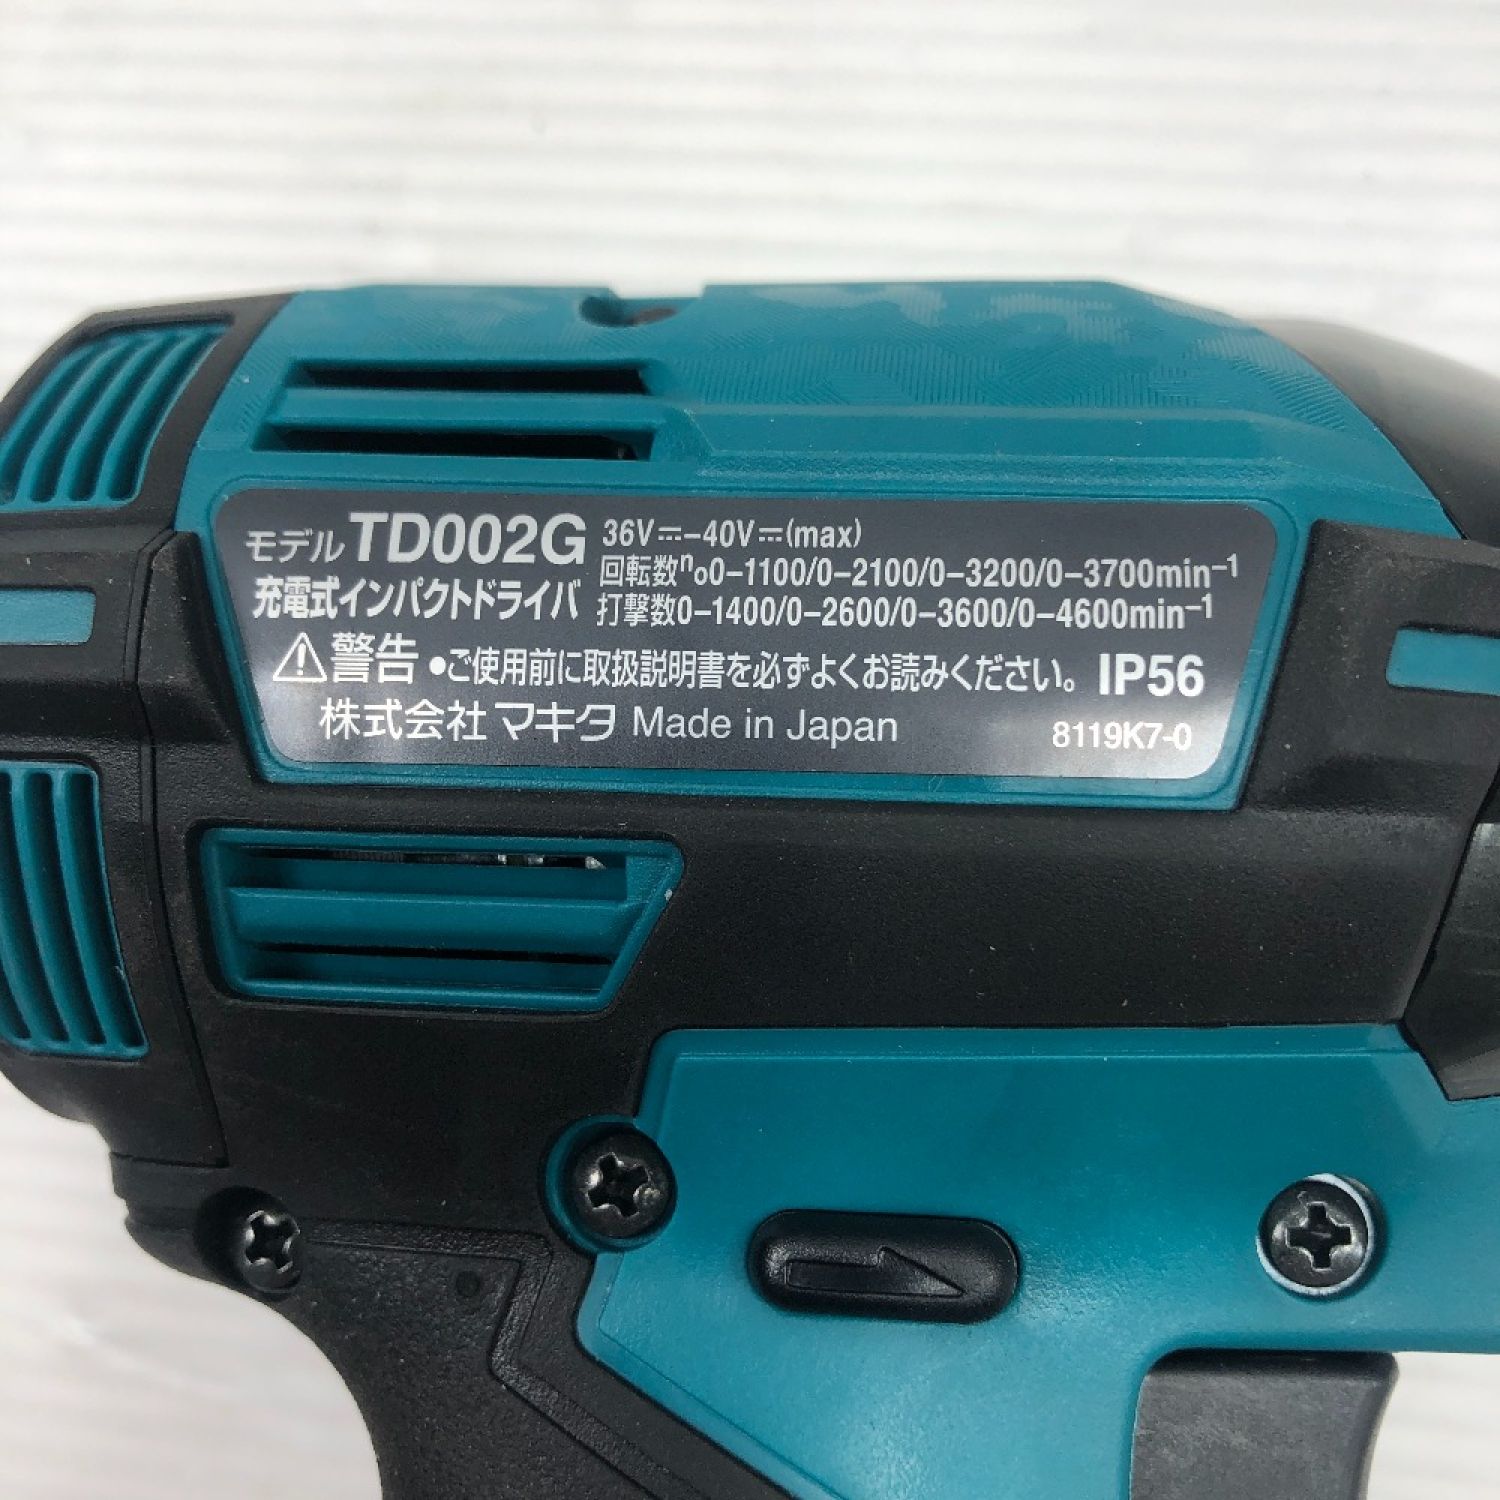 モデル TD002G 36V⎓-40V⎓(max)
充電式インパクトドライバ 回転数n₀0-1100/0-2100/0-3200/0-3700min⁻¹
打撃数0-1400/0-2600/0-3600/0-4600min⁻¹
⚠警告 ●ご使用前に取扱説明書を必ずよくお読みください。 IP56
株式会社 マキタ Made in Japan 8119K7-0